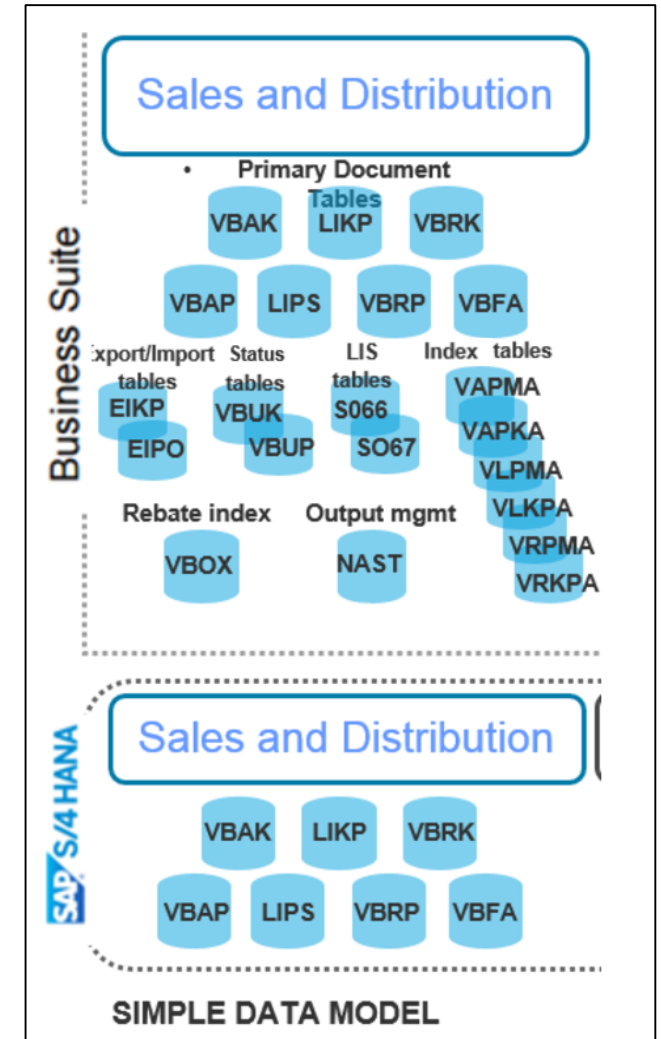 Sales and Distribution
• Primary Document
Tables
VBAK LIKP VBRK
VBAP LIPS VBRP VBFA
Business Suite
xport/Import Status LIS Index tables
tables tables tables
EIKP VBUK S066 VAPMA
EIPO VBUP SO67 VAPKA
VLPMA
VLKPA
Rebate index Output mgmt
VRPMA
VBOX NAST
VRKPA
Sales and Distribution
SAP S/4HANA
VBAK LIKP VBRK
VBAP LIPS VBRP VBFA
SIMPLE DATA MODEL